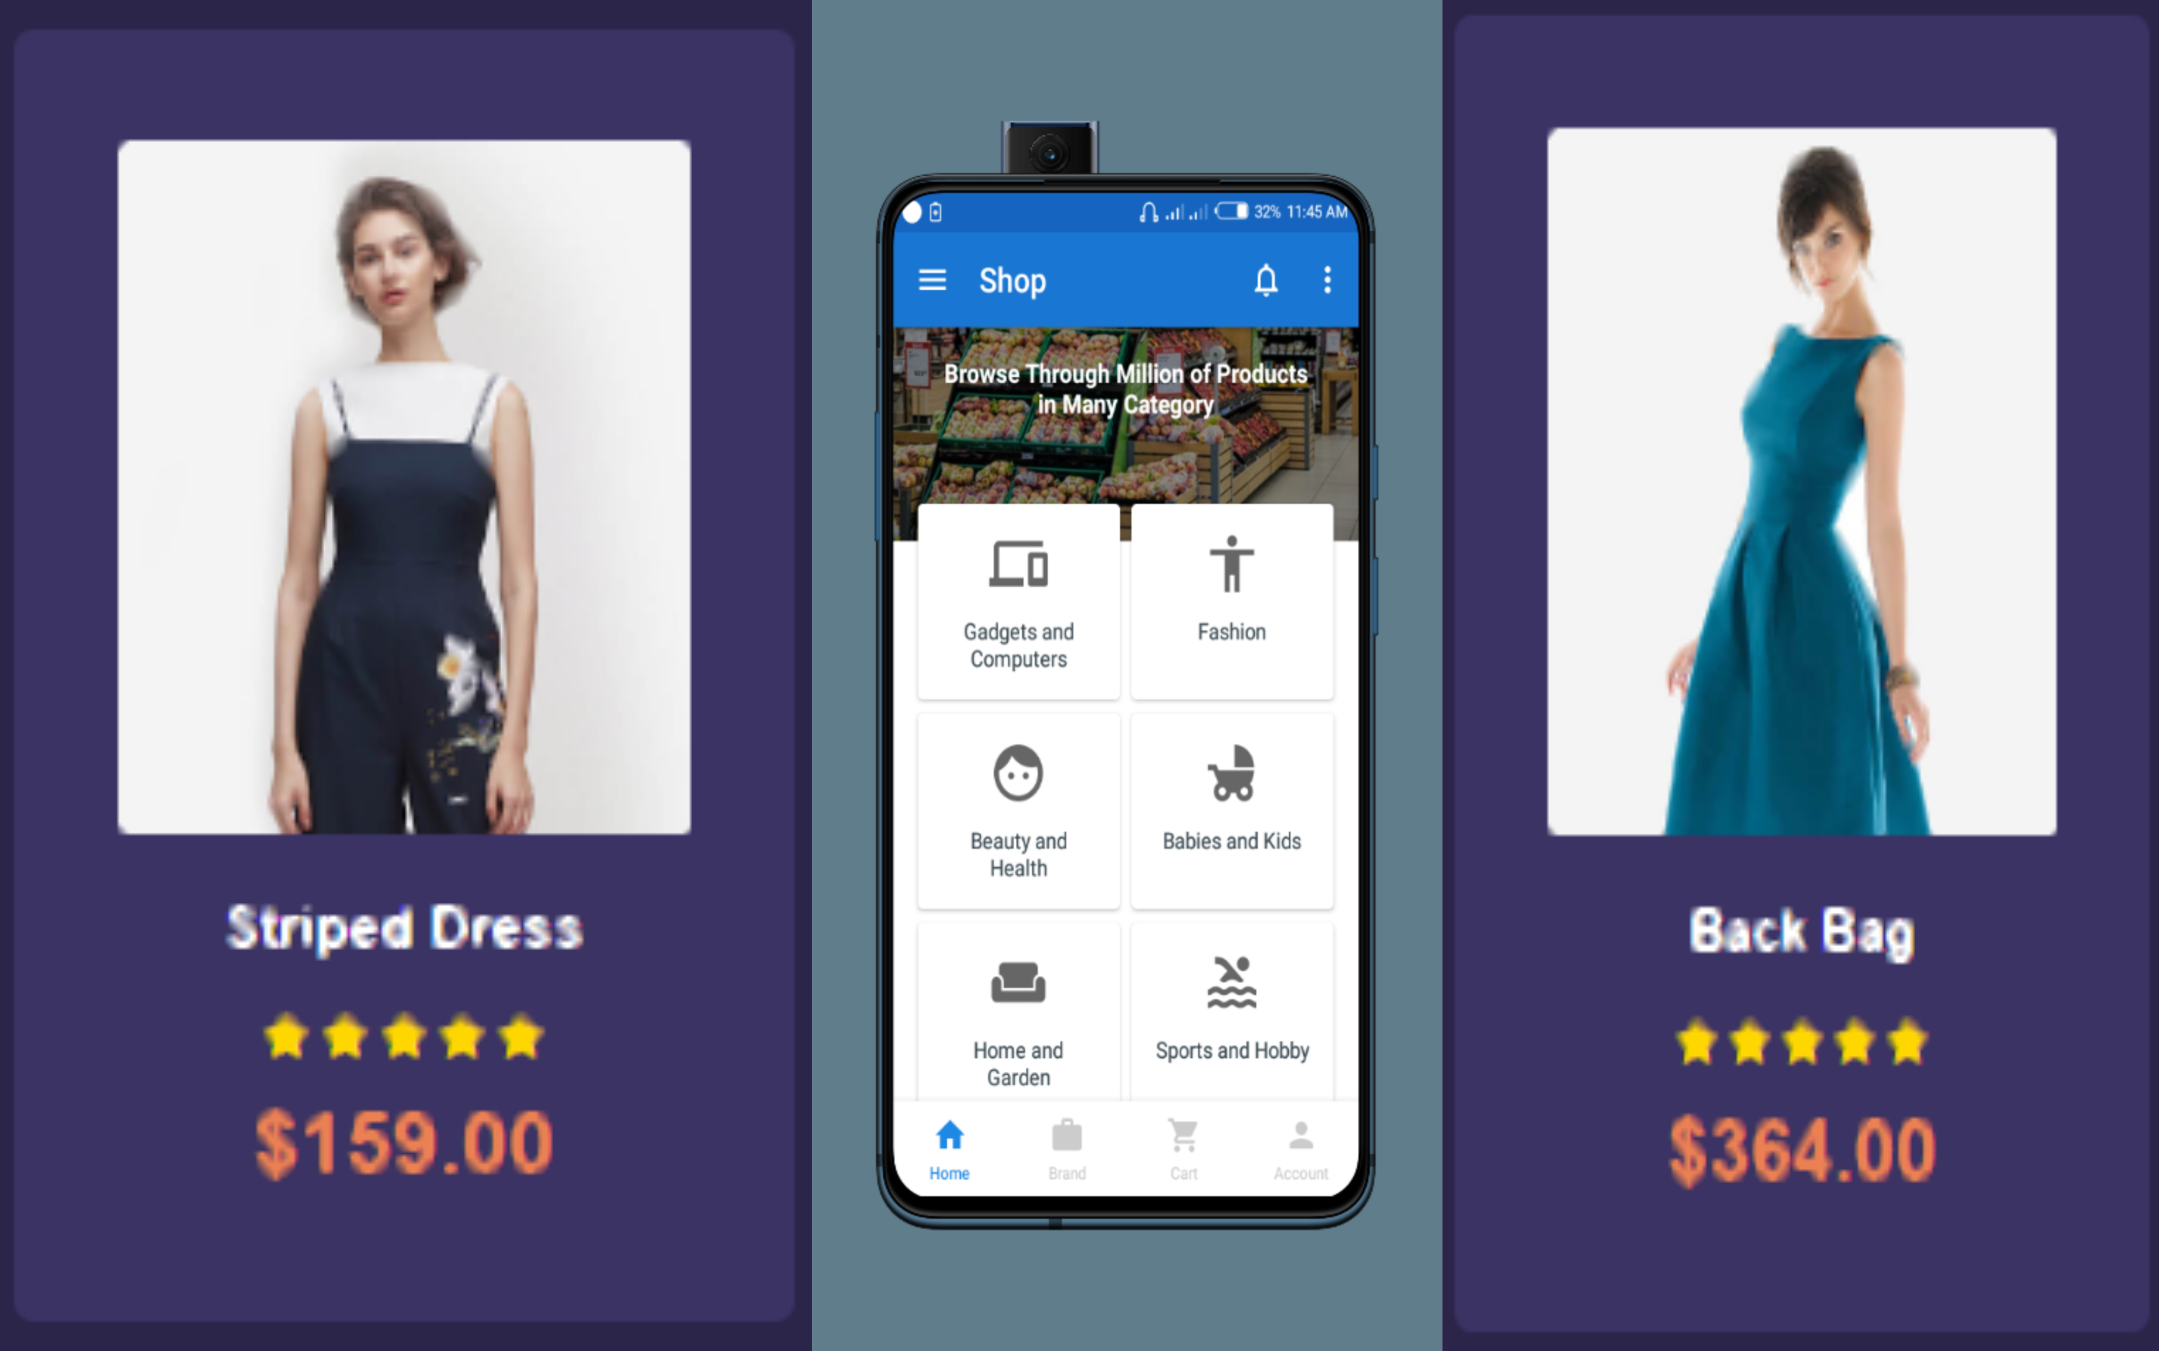 Striped Dress
$159.00
32% 11:45 AM
Shop
Browse Through Million of Products
in Many Category
Gadgets and
Computers
Fashion
Beauty and
Health
Babies and Kids
Home and
Garden
Sports and Hobby
Home
Brand
Cart
Account
Back Bag
$364.00